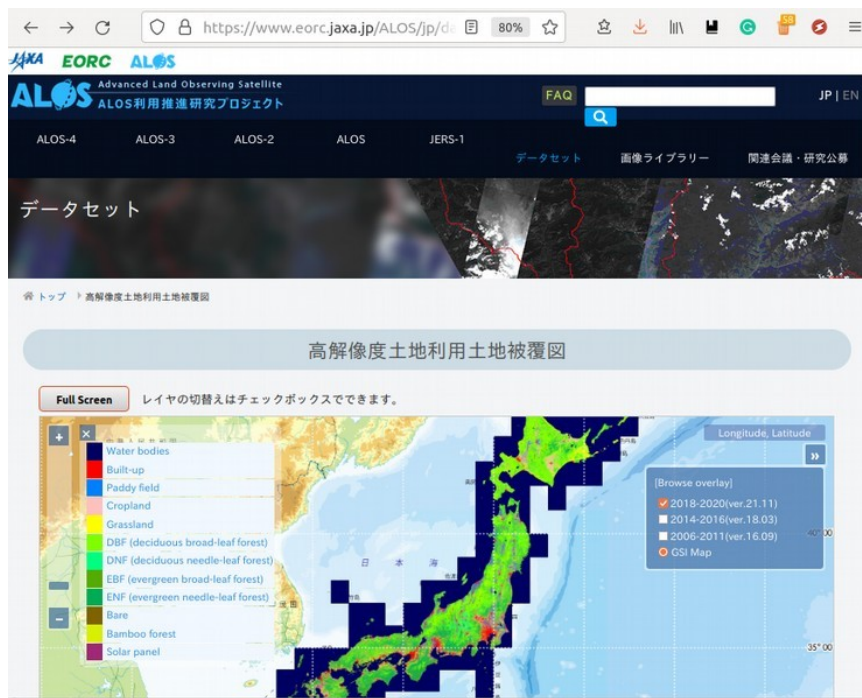 https://www.eorc.jaxa.jp/ALOS/jp/da
80%
58
JAXA EORC ALOS
ALOS
Advanced Land Observing Satellite
ALOS利用推進研究プロジェクト
FAQ
JP | EN
ALOS-4 ALOS-3 ALOS-2 ALOS JERS-1
データセット 画像ライブラリー 関連会議・研究公募
データセット
トップ 高解像度土地利用土地被覆図
高解像度土地利用土地被覆図
Full Screen レイヤの切替えはチェックボックスでできます。
Longitude, Latitude
Water bodies
Built-up
Paddy field
Cropland
Grassland
DBF (deciduous broad-leaf forest)
DNF (deciduous needle-leaf forest)
EBF (evergreen broad-leaf forest)
ENF (evergreen needle-leaf forest)
Bare
Bamboo forest
Solar panel
[Browse overlay]
2018-2020(ver.21.11)
2014-2016(ver.18.03)
2006-2011(ver.16.09)
GSI Map
日本海
40° 00
35° 00